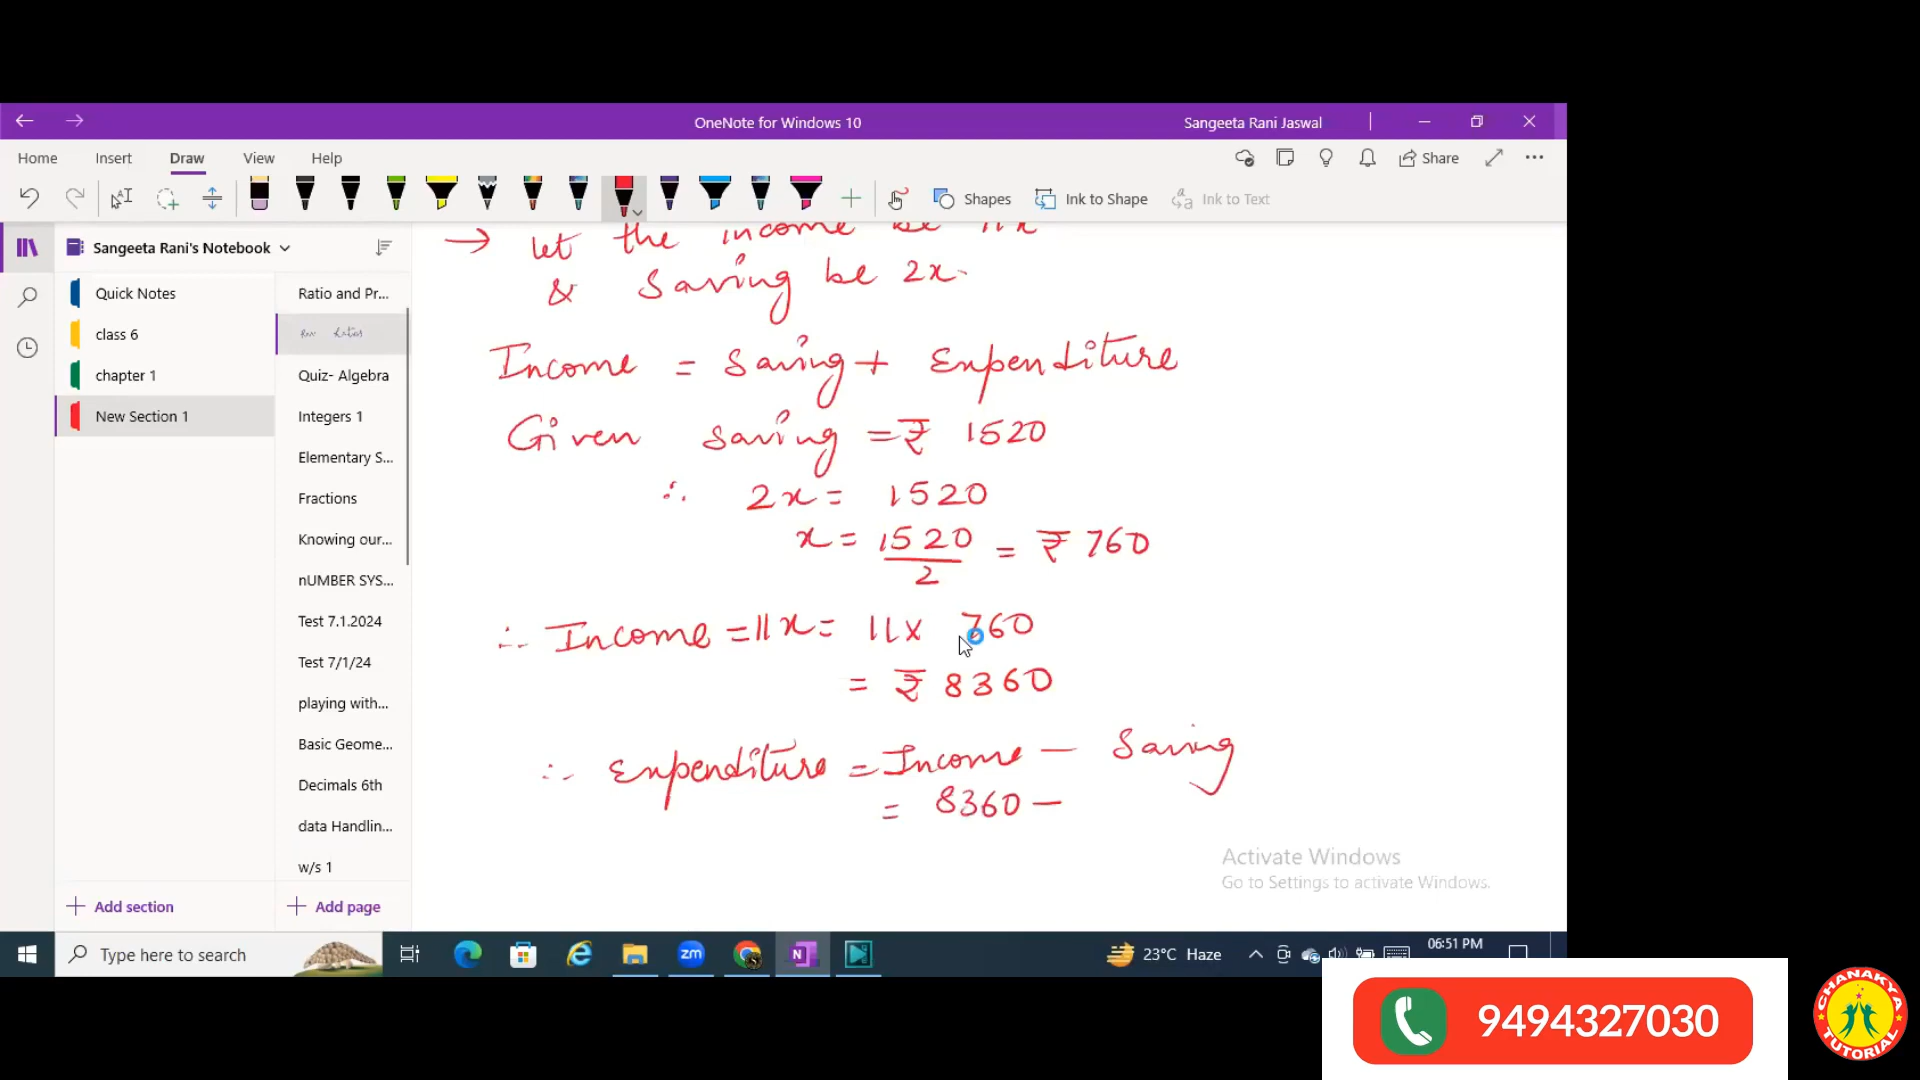 OneNote for Windows 10
Sangeeta Rani Jaswal
Home Insert Draw View Help
Share
Shapes Ink to Shape Ink to Text
Sangeeta Rani's Notebook
Quick Notes
class 6
chapter 1
New Section 1
Add section
Ratio and Pr...
Quiz- Algebra
Integers 1
Elementary S...
Fractions
Knowing our...
nUMBER SYS...
Test 7.1.2024
Test 7/1/24
playing with...
Basic Geome...
Decimals 6th
data Handlin...
w/s 1
Add page
→ let the income be 11x
& Saving be 2x.
Income = Saving + Expenditure
Given saving = ₹ 1520
∴ 2x = 1520
x = 1520/2 = ₹ 760
∴ Income = 11x = 11 x 760
= ₹ 8360
∴ Expenditure = Income — Saving
= 8360 —
Activate Windows
Go to Settings to activate Windows.
Type here to search
zm
N
23°C Haze
06:51 PM
9494327030
CHANAKYA
TUTORIAL